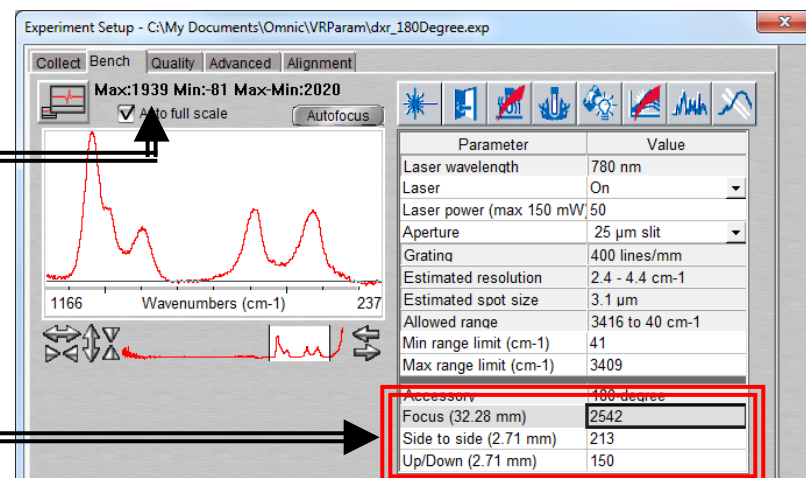 Experiment Setup - C:\My Documents\Omnic\VRParam\dxr_180Degree.exp
Collect Bench Quality Advanced Alignment
Max:1939 Min:-81 Max-Min:2020
Auto full scale Autofocus
1166 Wavenumbers (cm-1) 237
Parameter Value
Laser wavelength 780 nm
Laser On
Laser power (max 150 mW) 50
Aperture 25 µm slit
Grating 400 lines/mm
Estimated resolution 2.4 - 4.4 cm-1
Estimated spot size 3.1 µm
Allowed range 3416 to 40 cm-1
Min range limit (cm-1) 41
Max range limit (cm-1) 3409
Accessory 180 degree
Focus (32.28 mm) 2542
Side to side (2.71 mm) 213
Up/Down (2.71 mm) 150